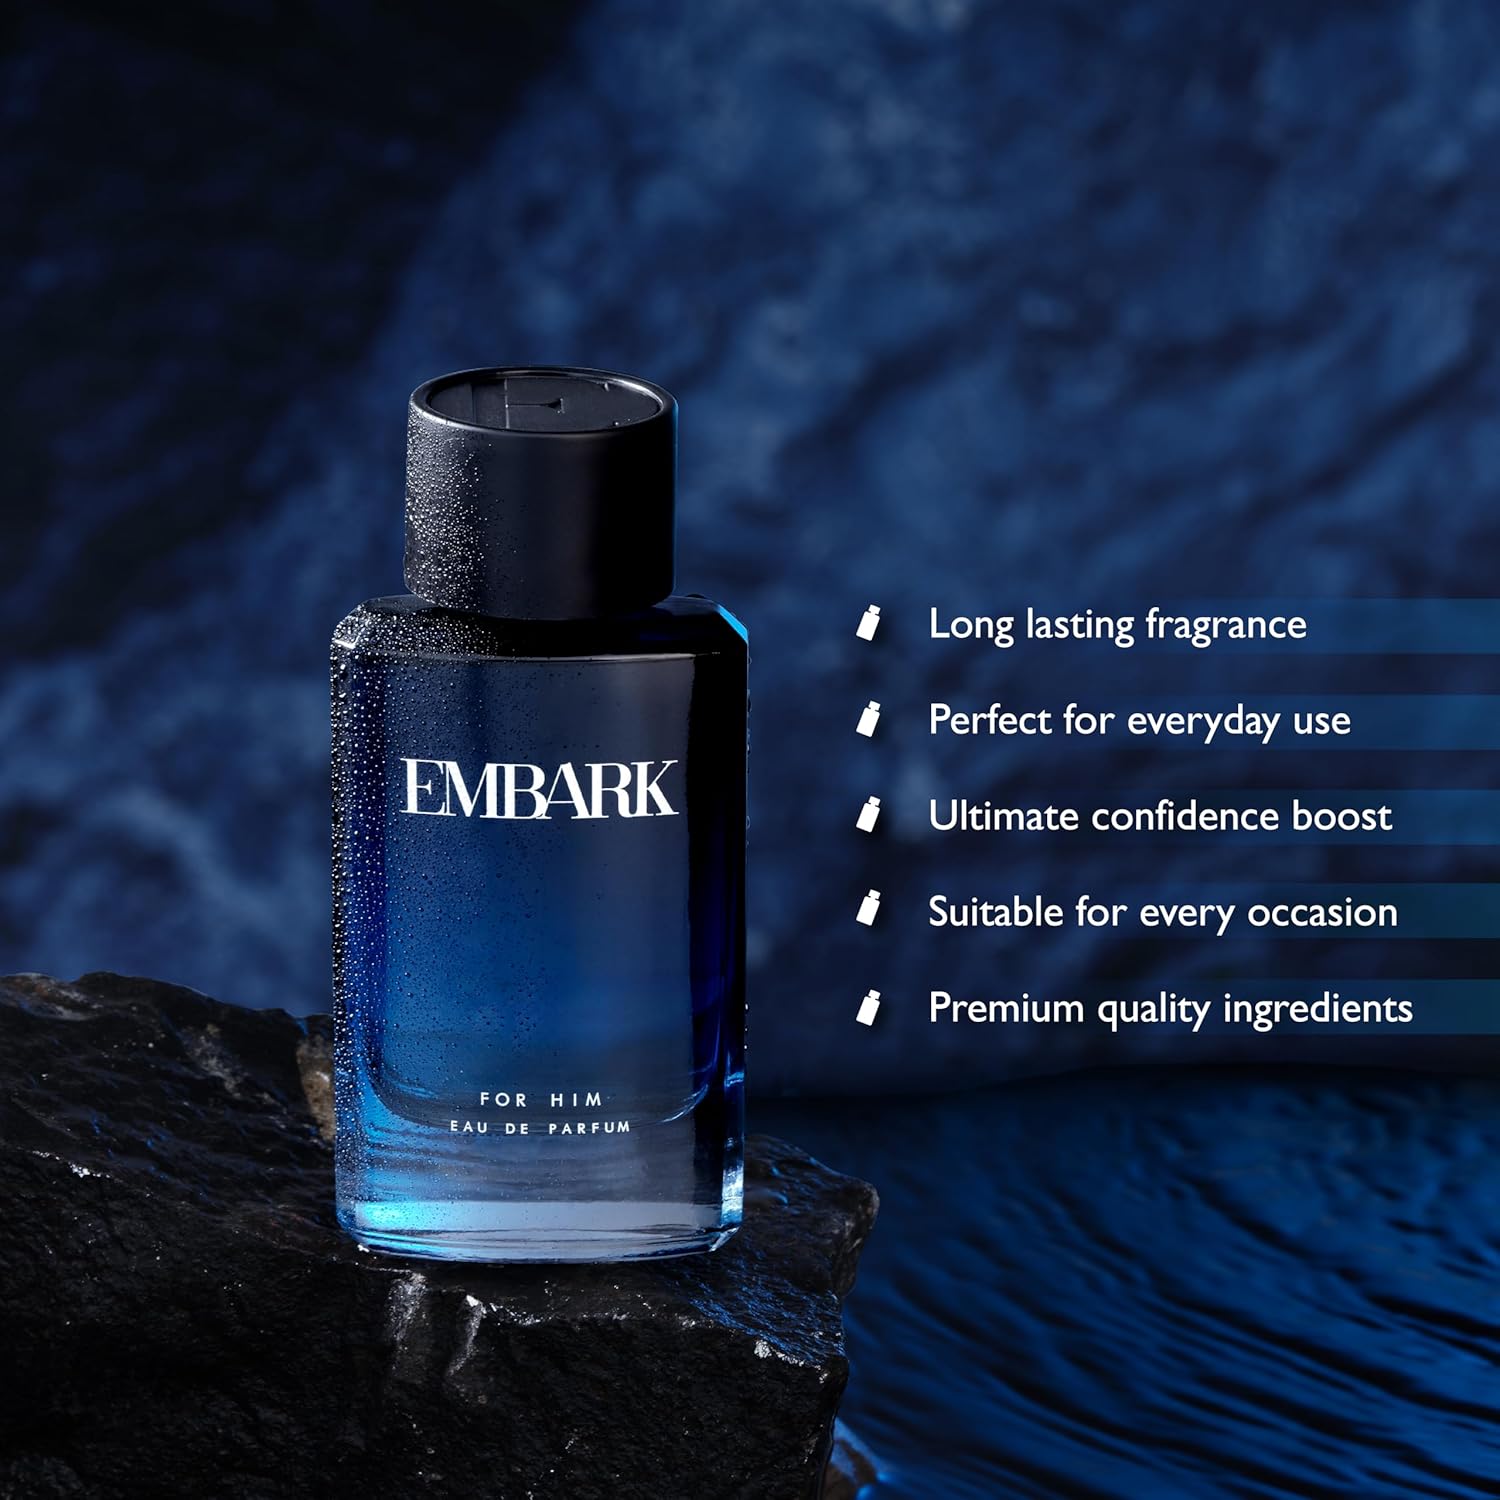 EMBARK
FOR HIM
EAU DE PARFUM
Long lasting fragrance
Perfect for everyday use
Ultimate confidence boost
Suitable for every occasion
Premium quality ingredients